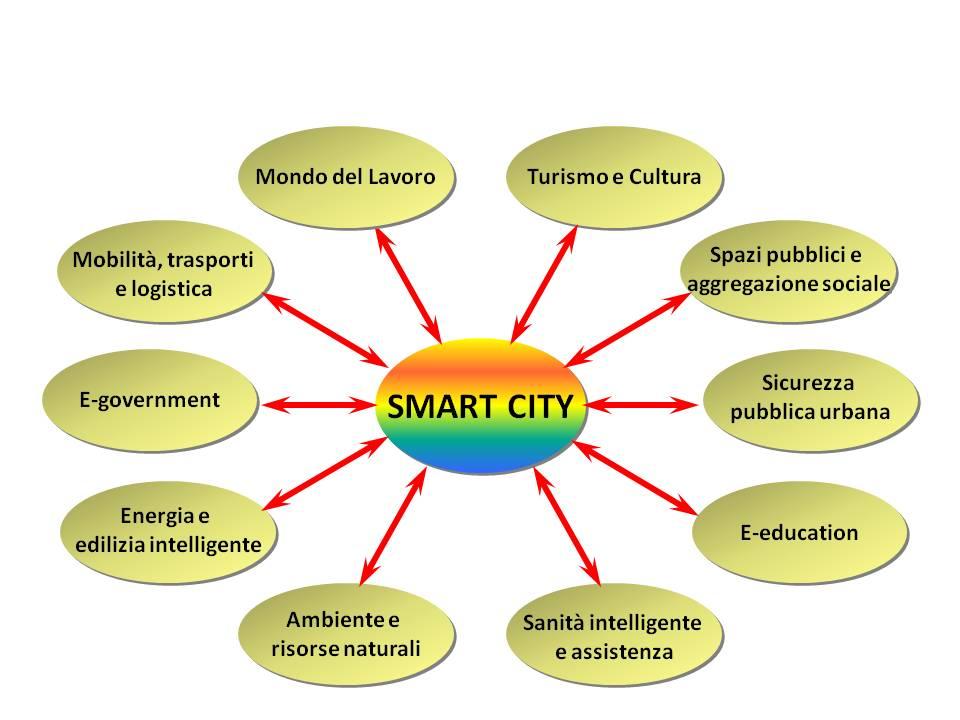 Mondo del Lavoro
Turismo e Cultura
Mobilità, trasporti
e logistica
Spazi pubblici e
aggregazione sociale
E-government
SMART CITY
Sicurezza
pubblica urbana
Energia e
edilizia intelligente
E-education
Ambiente e
risorse naturali
Sanità intelligente
e assistenza